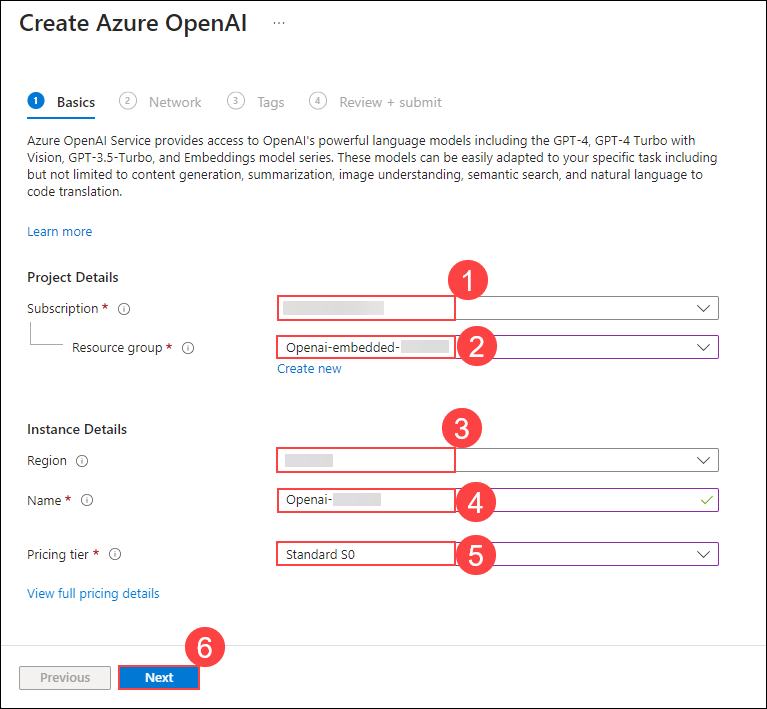 Create Azure OpenAI ...
1 Basics 2 Network 3 Tags 4 Review + submit
Azure OpenAI Service provides access to OpenAI's powerful language models including the GPT-4, GPT-4 Turbo with
Vision, GPT-3.5-Turbo, and Embeddings model series. These models can be easily adapted to your specific task including
but not limited to content generation, summarization, image understanding, semantic search, and natural language to
code translation.
Learn more
Project Details
1
Subscription *
Resource group * Openai-embedded- 2
Create new
Instance Details
3
Region
Name * Openai- 4
Pricing tier * Standard S0 5
View full pricing details
6
Previous Next